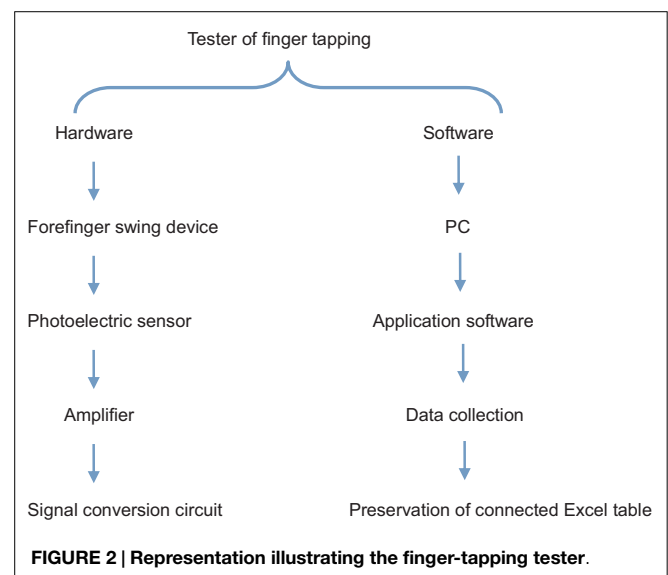 Tester of finger tapping
Hardware
Software
Forefinger swing device
PC
Photoelectric sensor
Application software
Amplifier
Data collection
Signal conversion circuit
Preservation of connected Excel table
FIGURE 2 | Representation illustrating the finger-tapping tester.